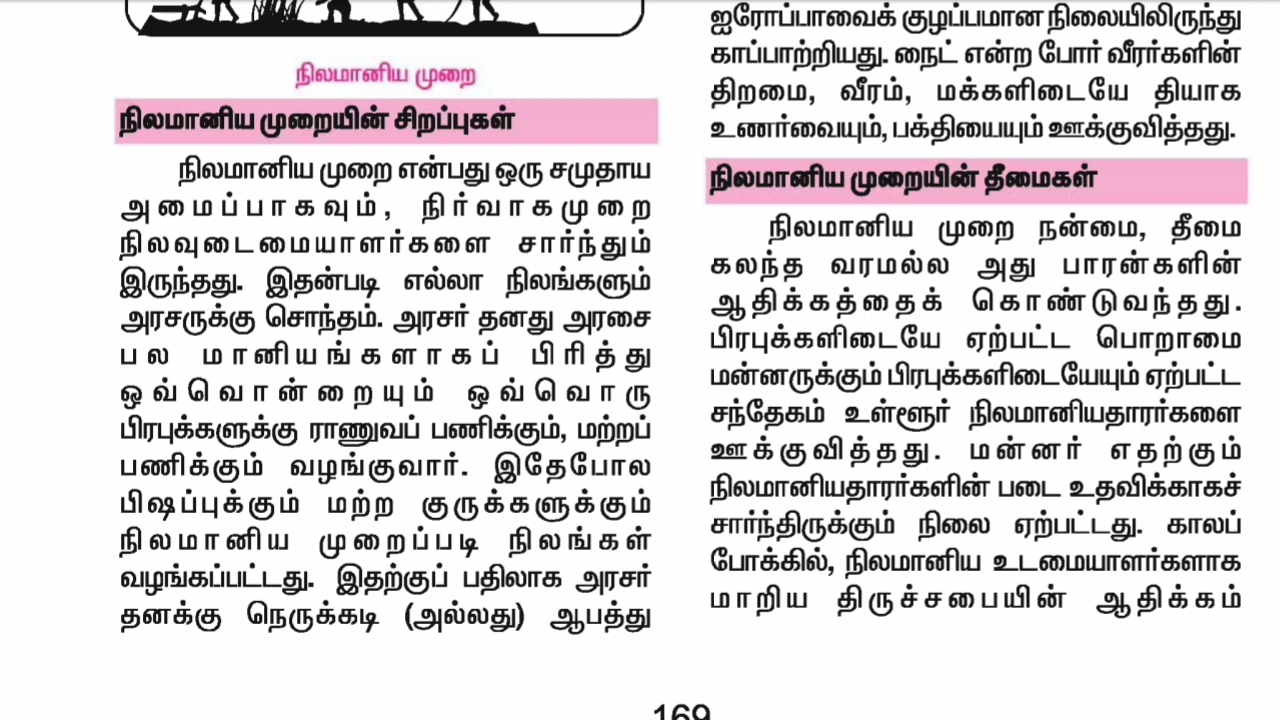 நிலமானிய முறை
நிலமானிய முறையின் சிறப்புகள்
நிலமானிய முறை என்பது ஒரு சமுதாய
அமைப்பாகவும், நிர்வாகமுறை
நிலவுடைமையாளர்களை சார்ந்தும்
இருந்தது. இதன்படி எல்லா நிலங்களும்
அரசருக்கு சொந்தம். அரசர் தனது அரசை
பல மானியங்களாகப் பிரித்து
ஒவ்வொன்றையும் ஒவ்வொரு
பிரபுக்களுக்கு ராணுவப் பணிக்கும், மற்றப்
பணிக்கும் வழங்குவார். இதேபோல
பிஷப்புக்கும் மற்ற குருக்களுக்கும்
நிலமானிய முறைப்படி நிலங்கள்
வழங்கப்பட்டது. இதற்குப் பதிலாக அரசர்
தனக்கு நெருக்கடி (அல்லது) ஆபத்து
ஐரோப்பாவைக் குழப்பமான நிலையிலிருந்து
காப்பாற்றியது. நைட் என்ற போர் வீரர்களின்
திறமை, வீரம், மக்களிடையே தியாக
உணர்வையும், பக்தியையும் ஊக்குவித்தது.
நிலமானிய முறையின் தீமைகள்
நிலமானிய முறை நன்மை, தீமை
கலந்த வரமல்ல அது பாரன்களின்
ஆதிக்கத்தைக் கொண்டுவந்தது.
பிரபுக்களிடையே ஏற்பட்ட பொறாமை
மன்னருக்கும் பிரபுக்களிடையேயும் ஏற்பட்ட
சந்தேகம் உள்ளூர் நிலமானியதாரர்களை
ஊக்குவித்தது. மன்னர் எதற்கும்
நிலமானியதாரர்களின் படை உதவிக்காகச்
சார்ந்திருக்கும் நிலை ஏற்பட்டது. காலப்
போக்கில், நிலமானிய உடமையாளர்களாக
மாறிய திருச்சபையின் ஆதிக்கம்
169